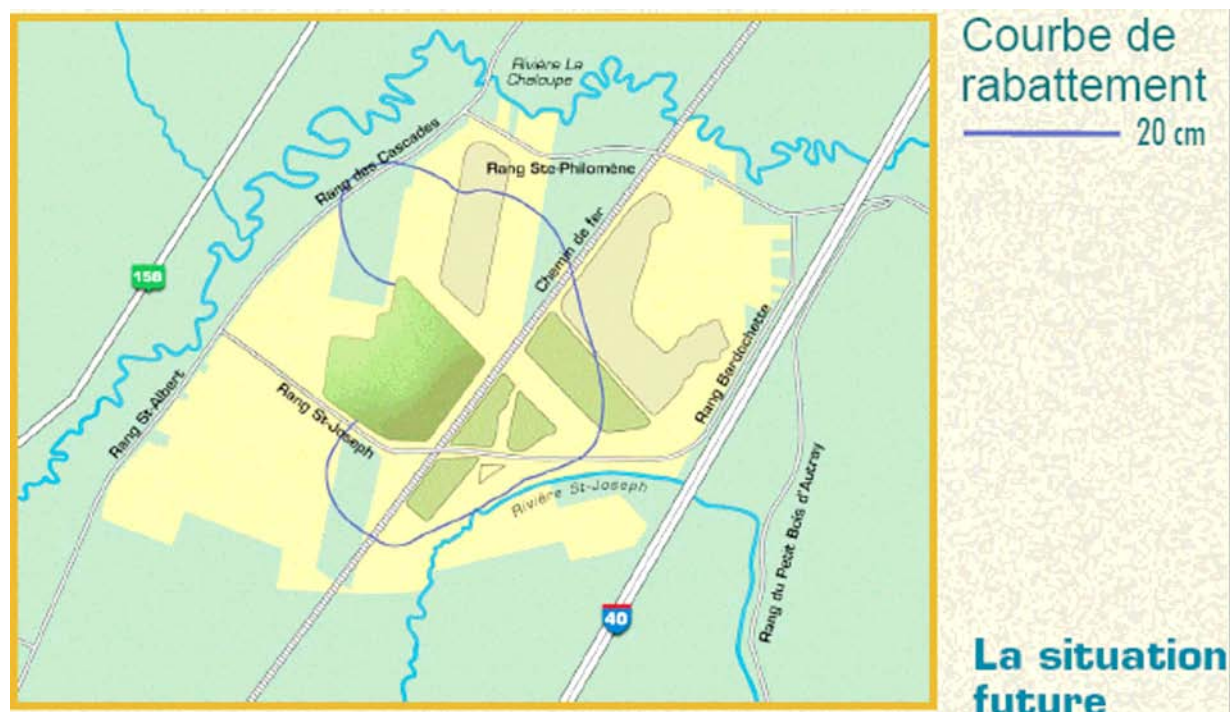 Courbe de
rabattement
20 cm
Rivière La
Chaloupe
Rang des Cascades
Rang Ste-Philomène
Chemin de fer
158
Rang Bardochette
Rang St-Albert
Rang St-Joseph
Rivière St-Joseph
Rang du Petit Bois d'Autray
40
La situation
future